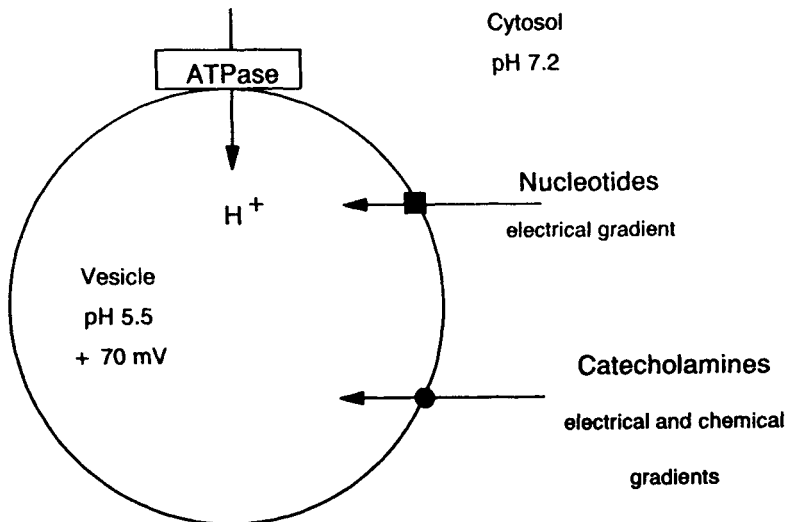 Cytosol
pH 7.2
ATPase
H+
Nucleotides
electrical gradient
Vesicle
pH 5.5
+ 70 mV
Catecholamines
electrical and chemical
gradients